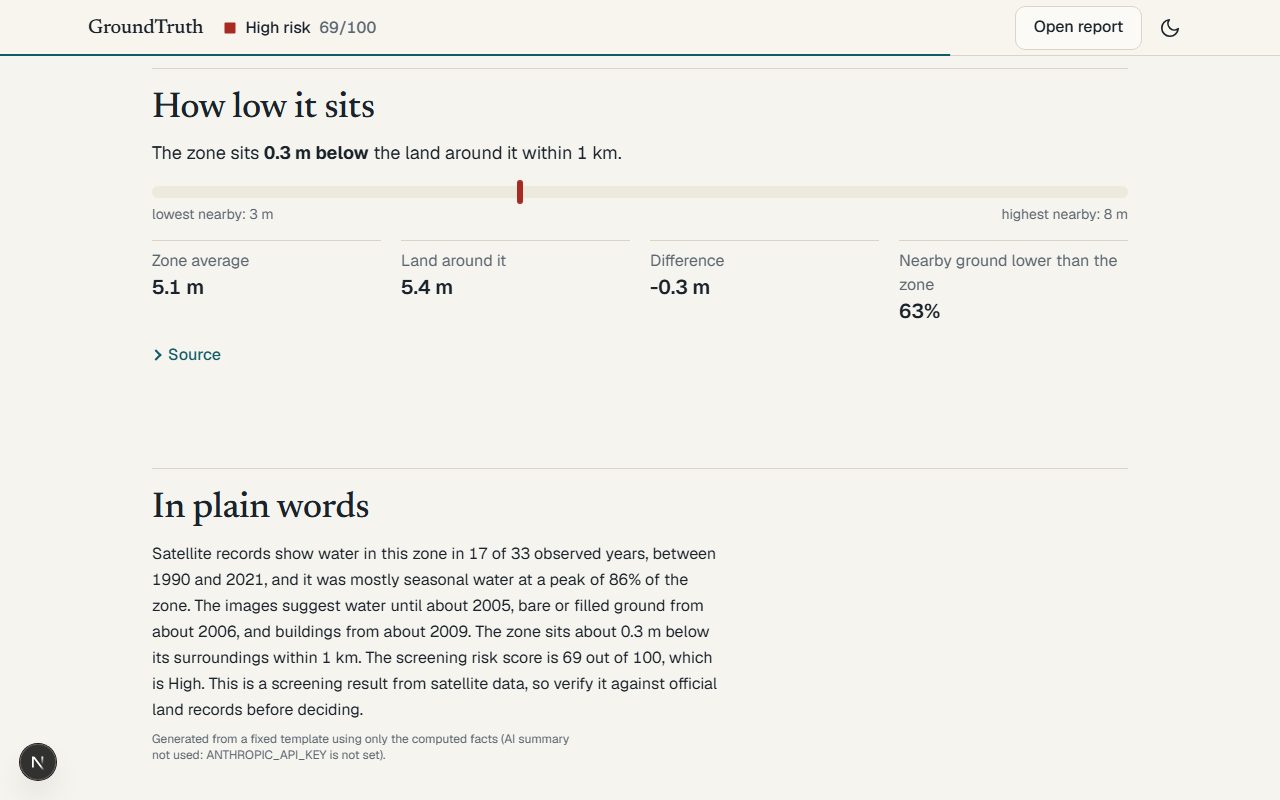 GroundTruth
High risk 69/100
Open report
How low it sits
The zone sits 0.3 m below the land around it within 1 km.
lowest nearby: 3 m
highest nearby: 8 m
Zone average
5.1 m
Land around it
5.4 m
Difference
-0.3 m
Nearby ground lower than the
zone
63%
Source
In plain words
Satellite records show water in this zone in 17 of 33 observed years, between
1990 and 2021, and it was mostly seasonal water at a peak of 86% of the
zone. The images suggest water until about 2005, bare or filled ground from
about 2006, and buildings from about 2009. The zone sits about 0.3 m below
its surroundings within 1 km. The screening risk score is 69 out of 100, which
is High. This is a screening result from satellite data, so verify it against official
land records before deciding.
Generated from a fixed template using only the computed facts (AI summary
not used: ANTHROPIC_API_KEY is not set).
N